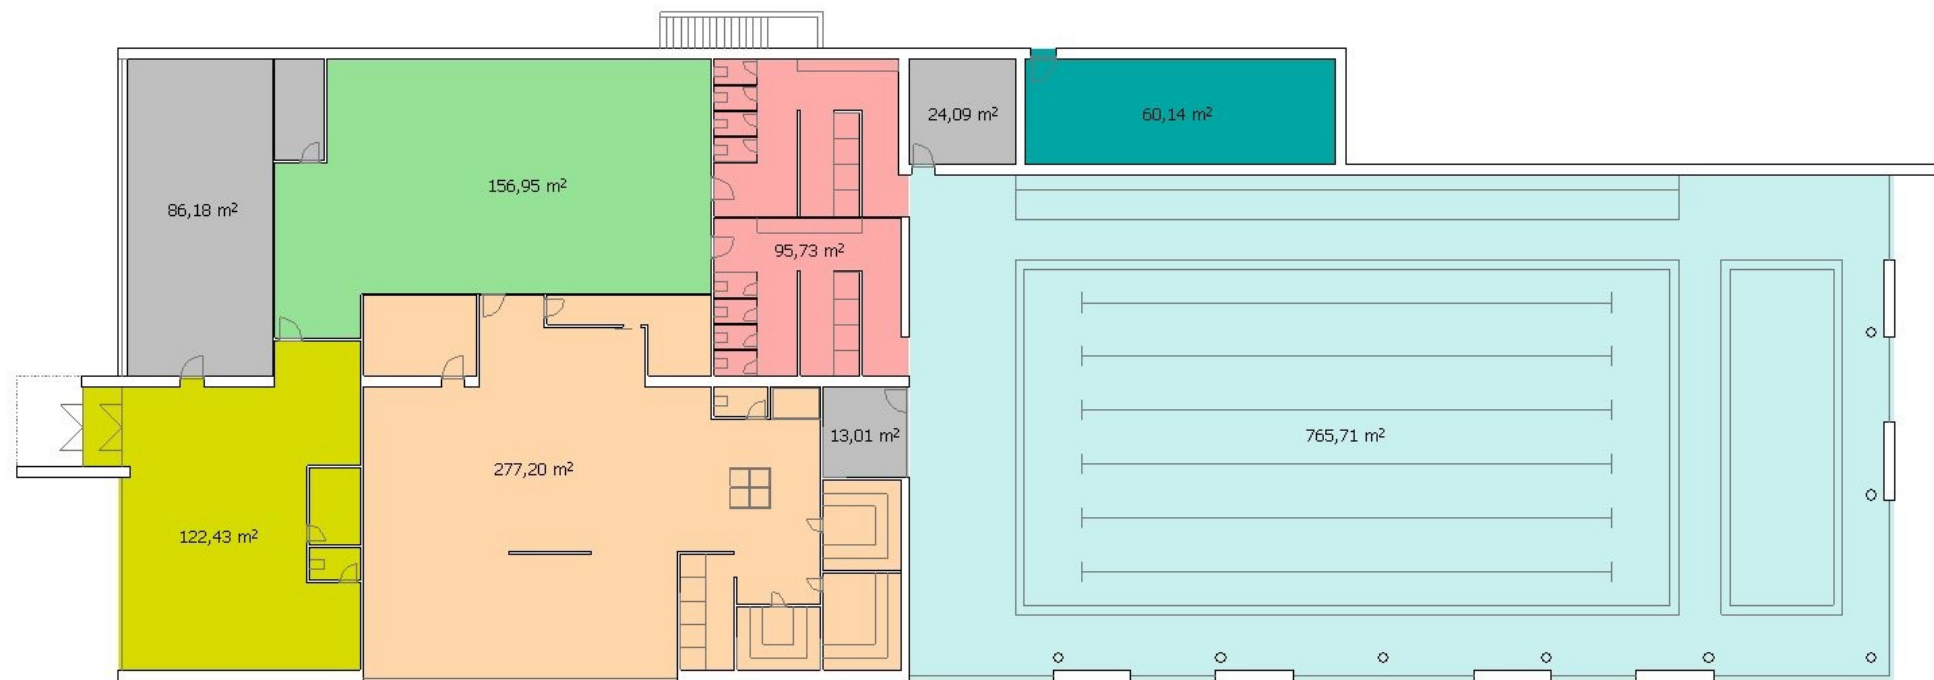 24,09 m²
60,14 m²
156,95 m²
86,18 m²
95,73 m²
13,01 m²
765,71 m²
277,20 m²
122,43 m²